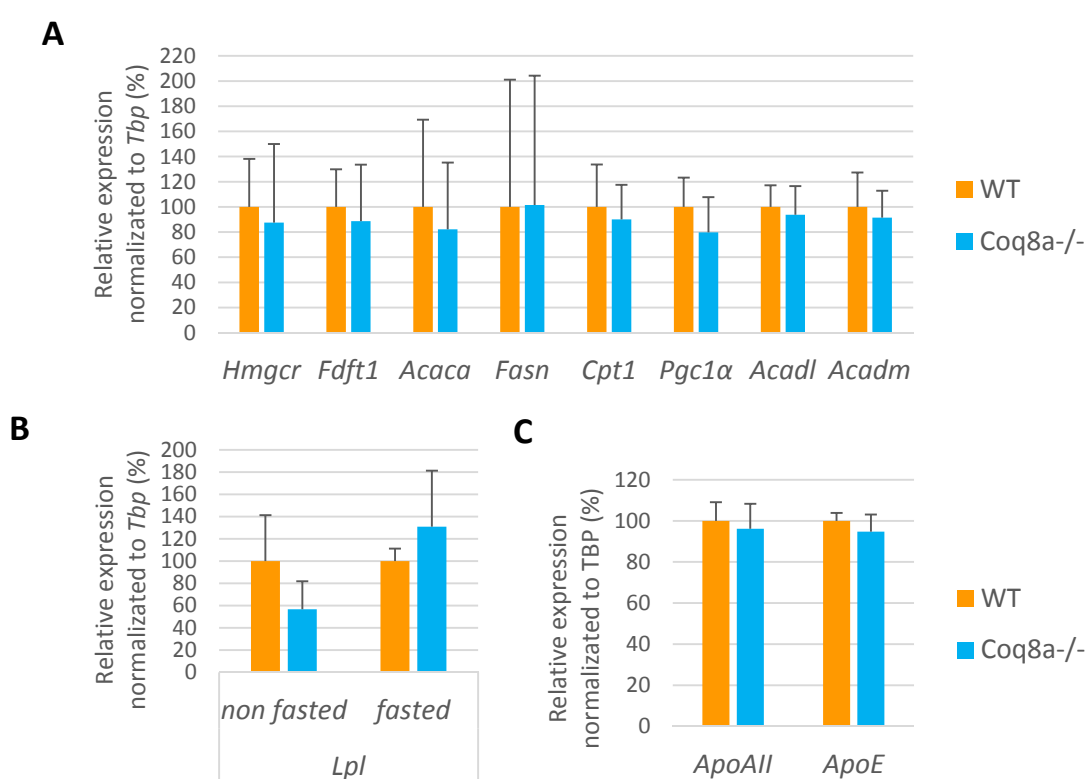 A
Relative expression
normalizated to Tbp (%)
220
200
180
160
140
120
100
80
60
40
20
0
Hmgcr Fdft1 Acaca Fasn Cpt1 Pgc1α Acadl Acadm
WT
Coq8a-/-
B
Relative expression
normalizated to Tbp (%)
200
180
160
140
120
100
80
60
40
20
0
non fasted fasted
Lpl
C
Relative expression
normalizated to TBP (%)
120
100
80
60
40
20
0
ApoAII ApoE
WT
Coq8a-/-